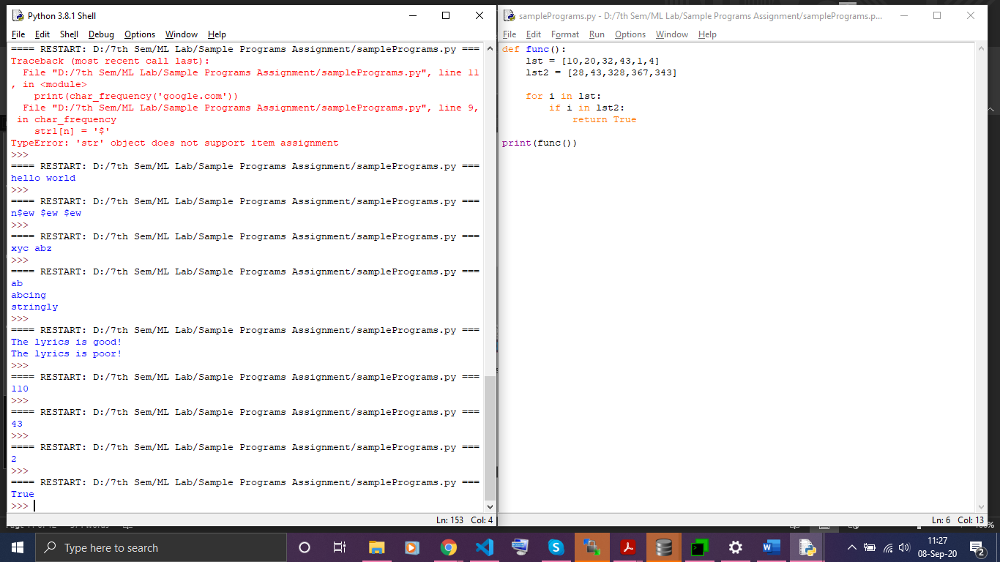 Python 3.8.1 Shell
File Edit Shell Debug Options Window Help
==== RESTART: D:/7th Sem/ML Lab/Sample Programs Assignment/samplePrograms.py ===
Traceback (most recent call last):
  File "D:/7th Sem/ML Lab/Sample Programs Assignment/samplePrograms.py", line 11
, in <module>
    print(char_frequency('google.com'))
  File "D:/7th Sem/ML Lab/Sample Programs Assignment/samplePrograms.py", line 9,
 in char_frequency
    str1[n] = '$'
TypeError: 'str' object does not support item assignment
>>>
==== RESTART: D:/7th Sem/ML Lab/Sample Programs Assignment/samplePrograms.py ===
hello world
>>>
==== RESTART: D:/7th Sem/ML Lab/Sample Programs Assignment/samplePrograms.py ===
n$ew $ew $ew
>>>
==== RESTART: D:/7th Sem/ML Lab/Sample Programs Assignment/samplePrograms.py ===
xyc abz
>>>
==== RESTART: D:/7th Sem/ML Lab/Sample Programs Assignment/samplePrograms.py ===
ab
abcing
stringly
>>>
==== RESTART: D:/7th Sem/ML Lab/Sample Programs Assignment/samplePrograms.py ===
The lyrics is good!
The lyrics is poor!
>>>
==== RESTART: D:/7th Sem/ML Lab/Sample Programs Assignment/samplePrograms.py ===
110
>>>
==== RESTART: D:/7th Sem/ML Lab/Sample Programs Assignment/samplePrograms.py ===
43
>>>
==== RESTART: D:/7th Sem/ML Lab/Sample Programs Assignment/samplePrograms.py ===
2
>>>
==== RESTART: D:/7th Sem/ML Lab/Sample Programs Assignment/samplePrograms.py ===
True
>>>
Ln: 153 Col: 4
samplePrograms.py - D:/7th Sem/ML Lab/Sample Programs Assignment/samplePrograms.p...
File Edit Format Run Options Window Help
def func():
    lst = [10,20,32,43,1,4]
    lst2 = [28,43,328,367,343]
    for i in lst:
        if i in lst2:
            return True
print(func())
Ln: 6 Col: 13
Type here to search
11:27
08-Sep-20
2